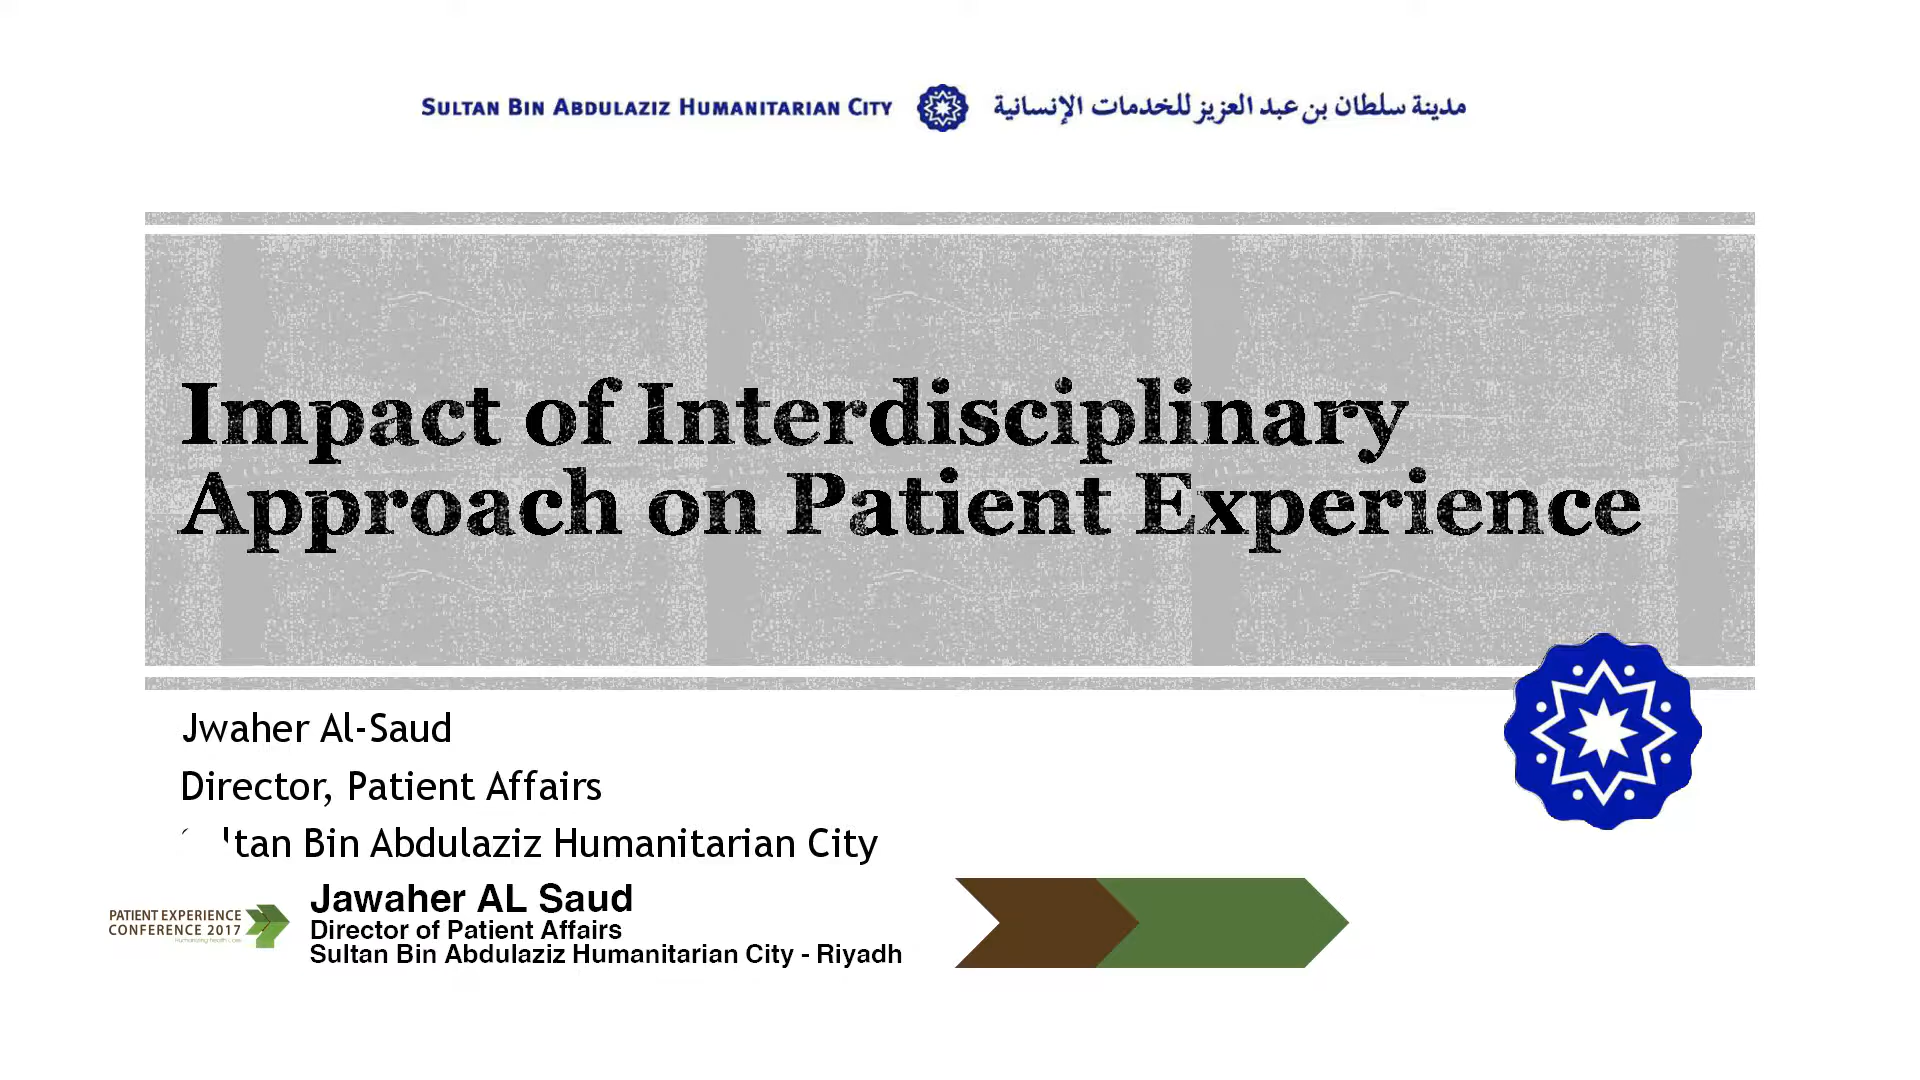 SULTAN BIN ABDULAZIZ HUMANITARIAN CITY مدينة سلطان بن عبد العزيز للخدمات الإنسانية
Impact of Interdisciplinary
Approach on Patient Experience
Jwaher Al-Saud
Director, Patient Affairs
Bin Abdulaziz Humanitarian City
PATIENT EXPERIENCE
CONFERENCE 2017
Jawaher AL Saud
Director of Patient Affairs
Sultan Bin Abdulaziz Humanitarian City - Riyadh